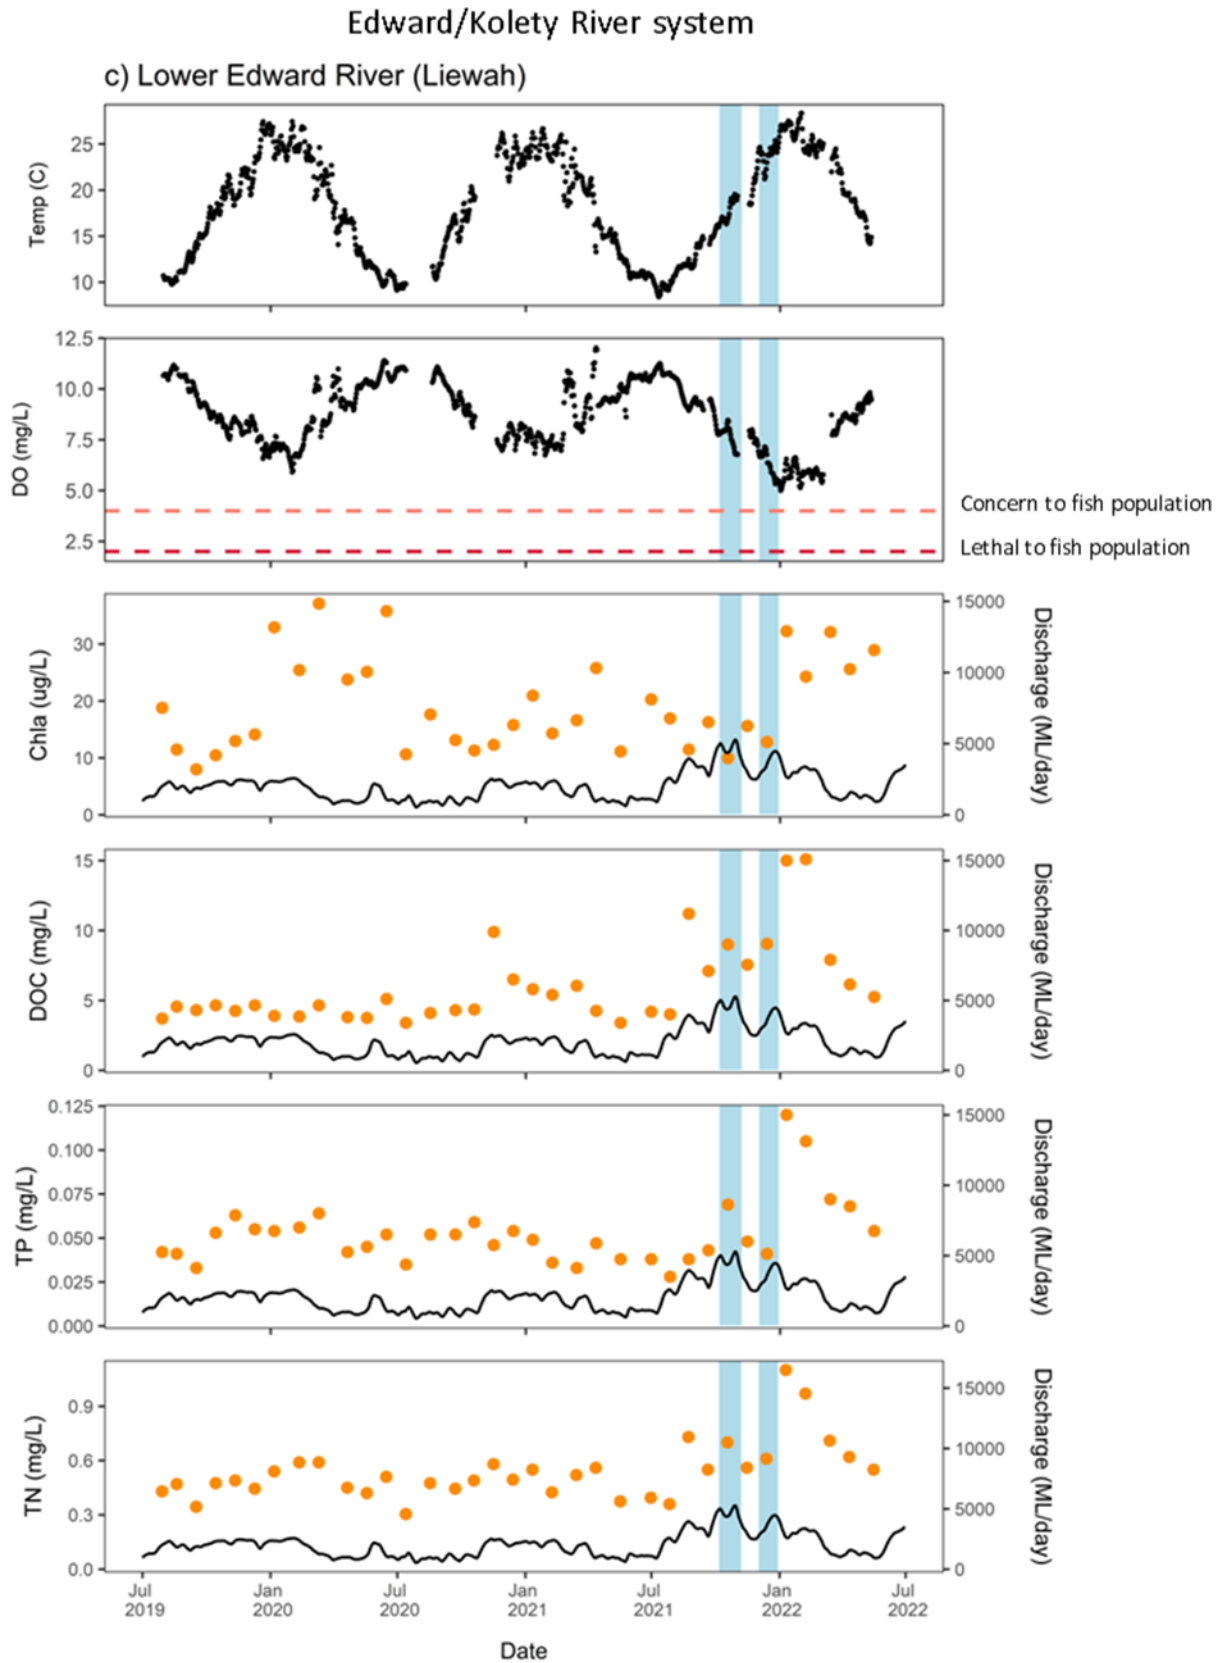 Edward/Kolety River system
c) Lower Edward River (Liewah)
Temp (C)
25
20
15
10
DO (mg/L)
12.5
10.0
7.5
5.0
2.5
Concern to fish population
Lethal to fish population
Chla (ug/L)
30
20
10
0
15000
10000
5000
0
Discharge (ML/day)
DOC (mg/L)
15
10
5
0
15000
10000
5000
0
Discharge (ML/day)
TP (mg/L)
0.125
0.100
0.075
0.050
0.025
0.000
15000
10000
5000
0
Discharge (ML/day)
TN (mg/L)
0.9
0.6
0.3
0.0
15000
10000
5000
0
Discharge (ML/day)
Jul Jan Jul Jan Jul Jan Jul
2019 2020 2020 2021 2021 2022 2022
Date